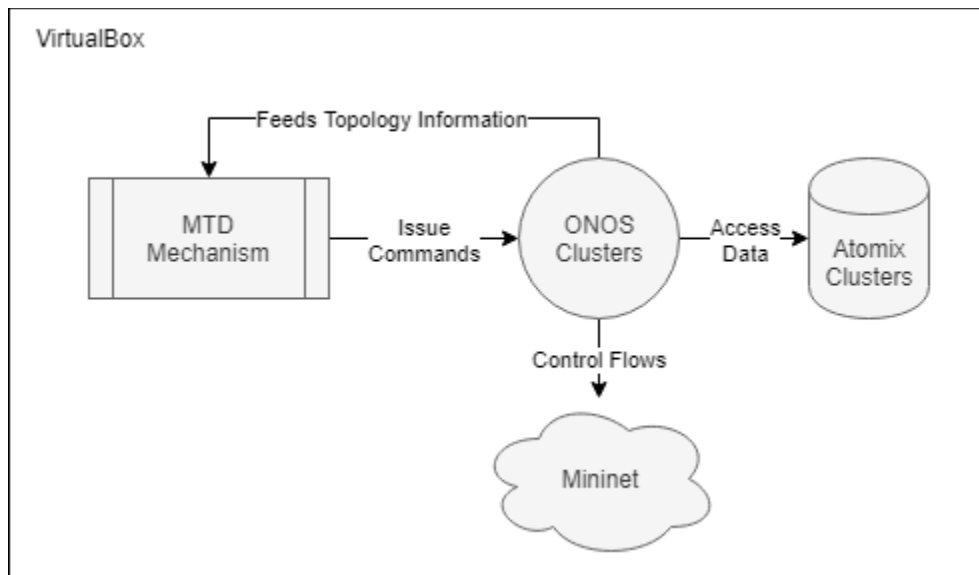 VirtualBox
Feeds Topology Information
MTD
Mechanism
Issue
Commands
ONOS
Clusters
Access
Data
Atomix
Clusters
Control Flows
Mininet